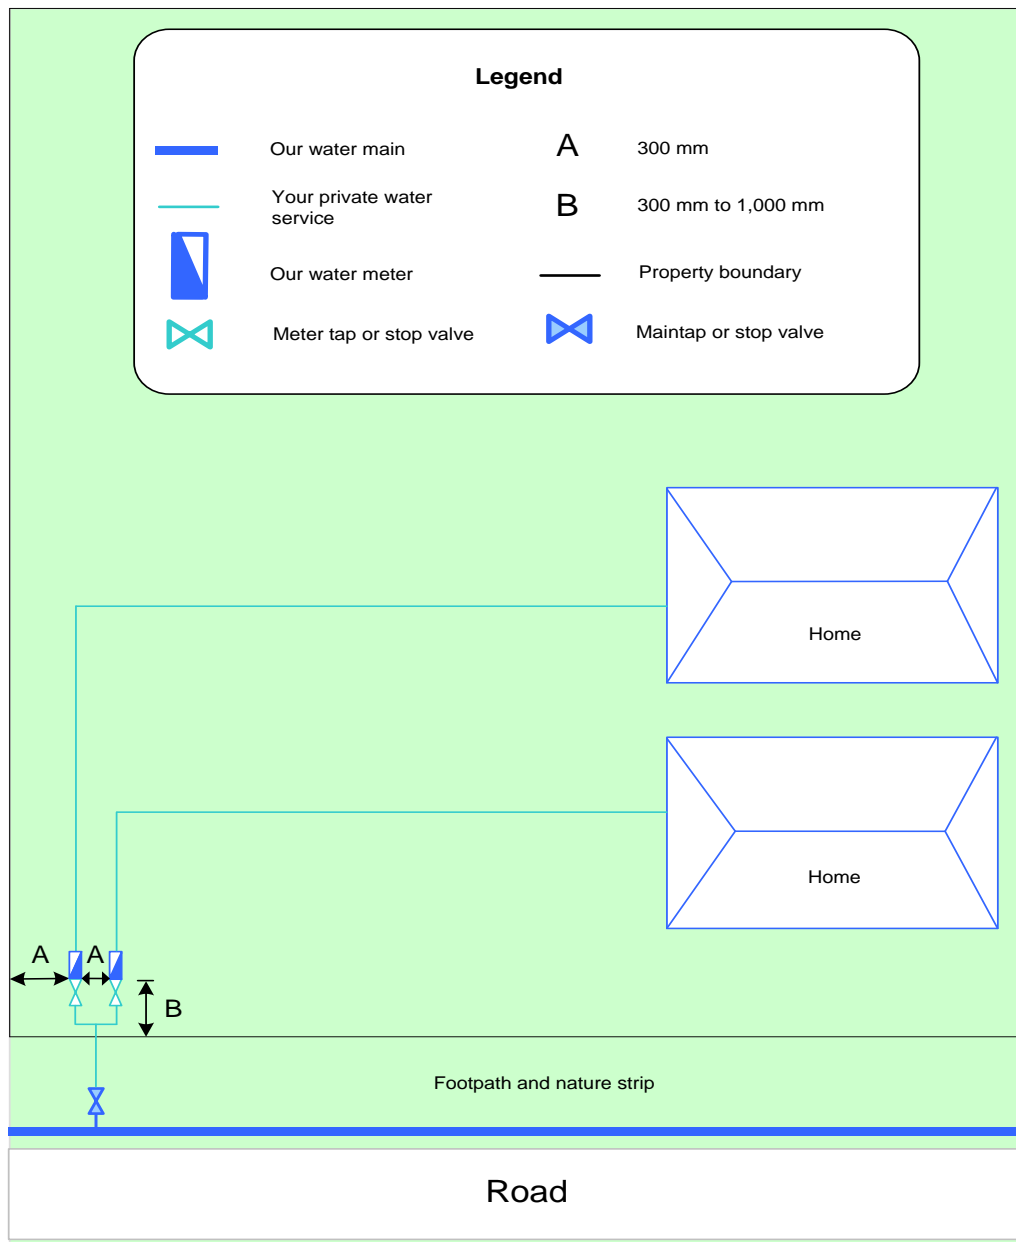 Legend
Our water main
A
300 mm
Your private water
service
B
300 mm to 1,000 mm
Our water meter
Property boundary
Meter tap or stop valve
Maintap or stop valve
Home
Home
A
A
B
Footpath and nature strip
Road